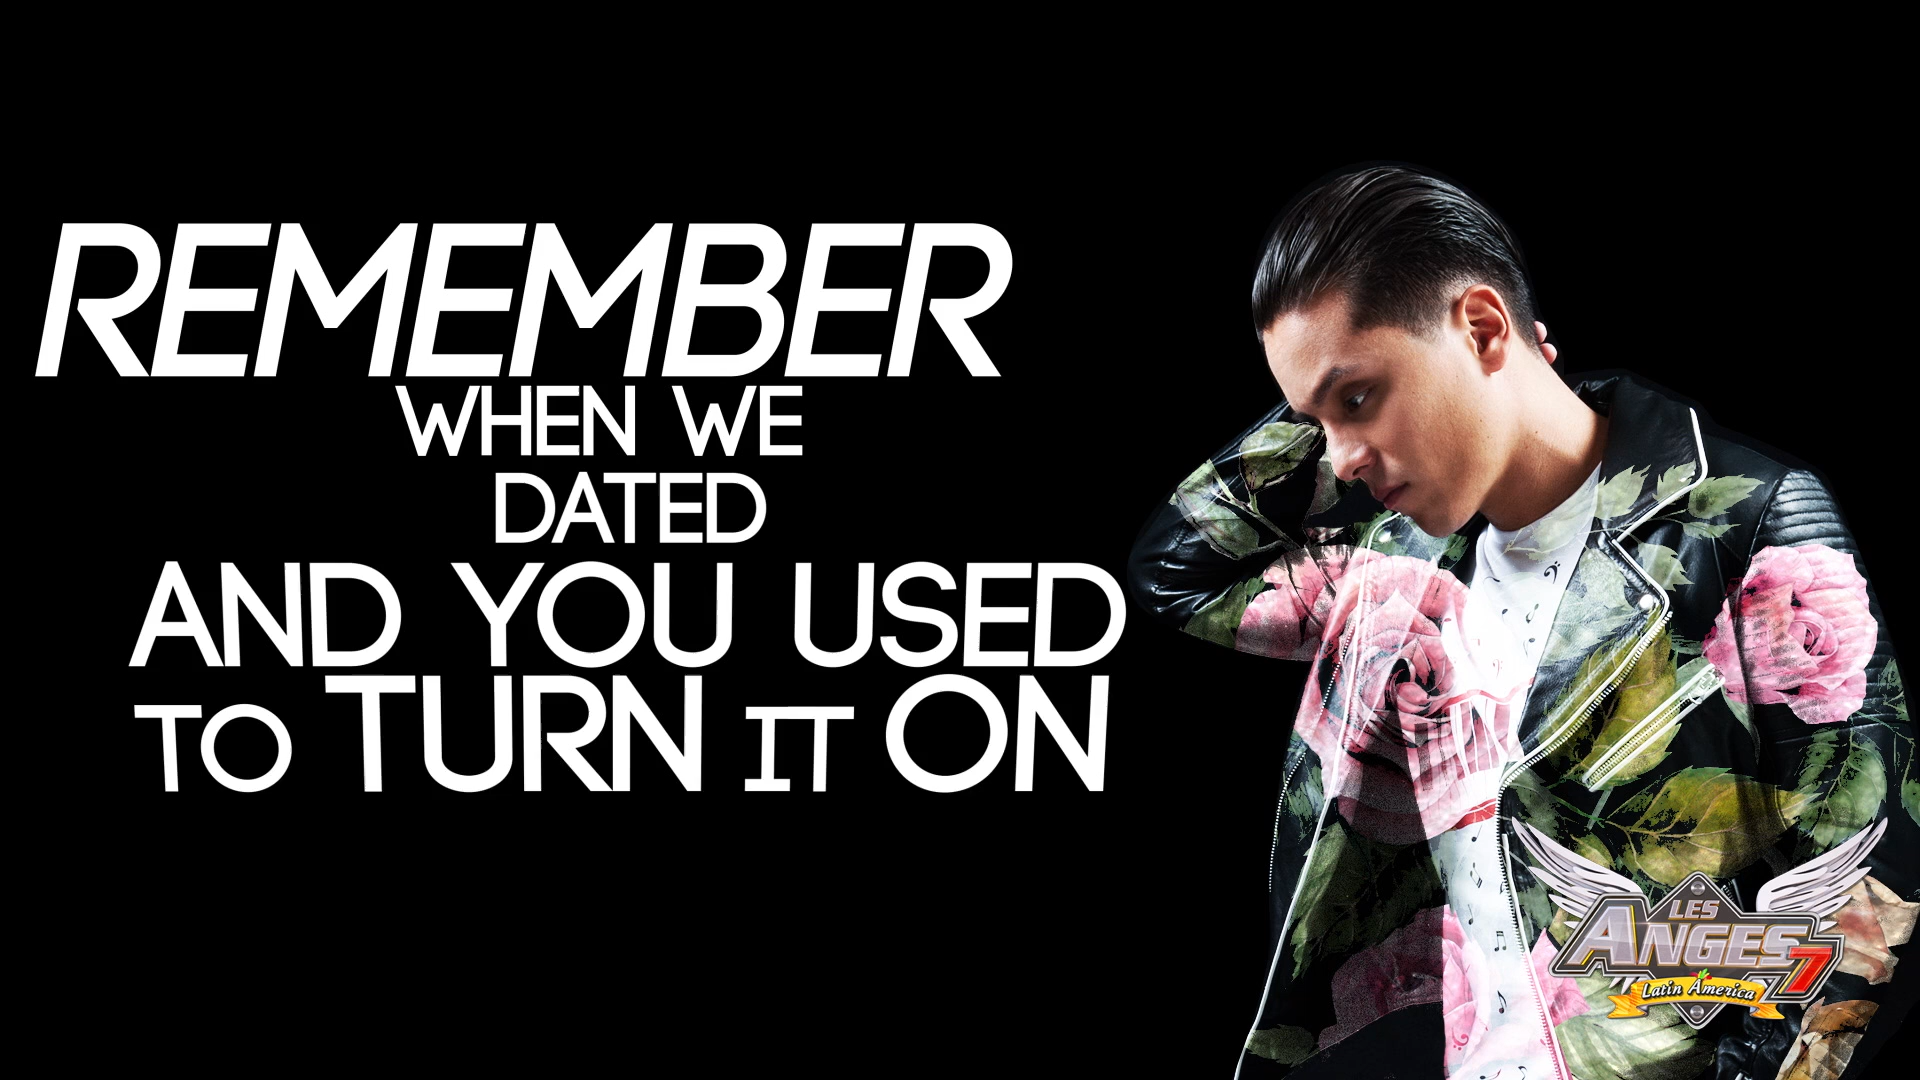 REMEMBER
WHEN WE
DATED
AND YOU USED
TO TURN IT ON
LES
ANGES 7
Latin America